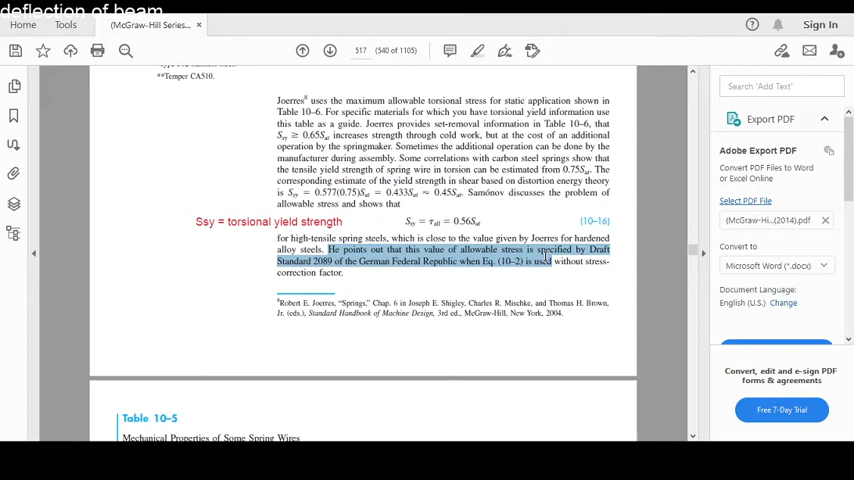 deflection of beam
Home Tools (McGraw-Hill Series... × Sign In
517 (540 of 1105)
**Temper CA510.
Joerres⁸ uses the maximum allowable torsional stress for static application shown in
Table 10–6. For specific materials for which you have torsional yield information use
this table as a guide. Joerres provides set-removal information in Table 10–6, that
Ssy ≥ 0.65Sut increases strength through cold work, but at the cost of an additional
operation by the springmaker. Sometimes the additional operation can be done by the
manufacturer during assembly. Some correlations with carbon steel springs show that
the tensile yield strength of spring wire in torsion can be estimated from 0.75Sut. The
corresponding estimate of the yield strength in shear based on distortion energy theory
is Ssy = 0.577(0.75)Sut = 0.433Sut ≈ 0.45Sut. Samónov discusses the problem of
allowable stress and shows that
Ssy = torsional yield strength
Ssy = τall = 0.56Sut (10–16)
for high-tensile spring steels, which is close to the value given by Joerres for hardened
alloy steels. He points out that this value of allowable stress is specified by Draft
Standard 2089 of the German Federal Republic when Eq. (10–2) is used without stress-
correction factor.
⁸Robert E. Joerres, “Springs,” Chap. 6 in Joseph E. Shigley, Charles R. Mischke, and Thomas H. Brown,
Jr. (eds.), Standard Handbook of Machine Design, 3rd ed., McGraw-Hill, New York, 2004.
Table 10–5
Mechanical Properties of Some Spring Wires
Search 'Add Text'
Export PDF
Adobe Export PDF
Convert PDF Files to Word
or Excel Online
Select PDF File
(McGraw-Hi...(2014).pdf ×
Convert to
Microsoft Word (*.docx)
Document Language:
English (U.S.) Change
Convert, edit and e-sign PDF
forms & agreements
Free 7-Day Trial